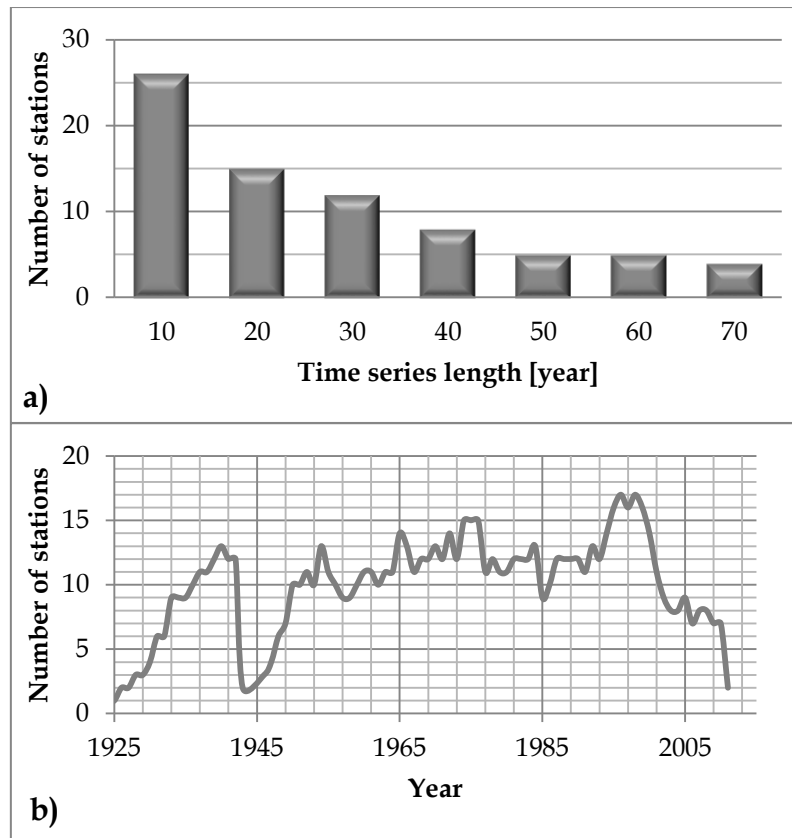 30
20
10
0
Number of stations
10 20 30 40 50 60 70
Time series length [year]
a)
20
15
10
5
0
Number of stations
1925 1945 1965 1985 2005
Year
b)